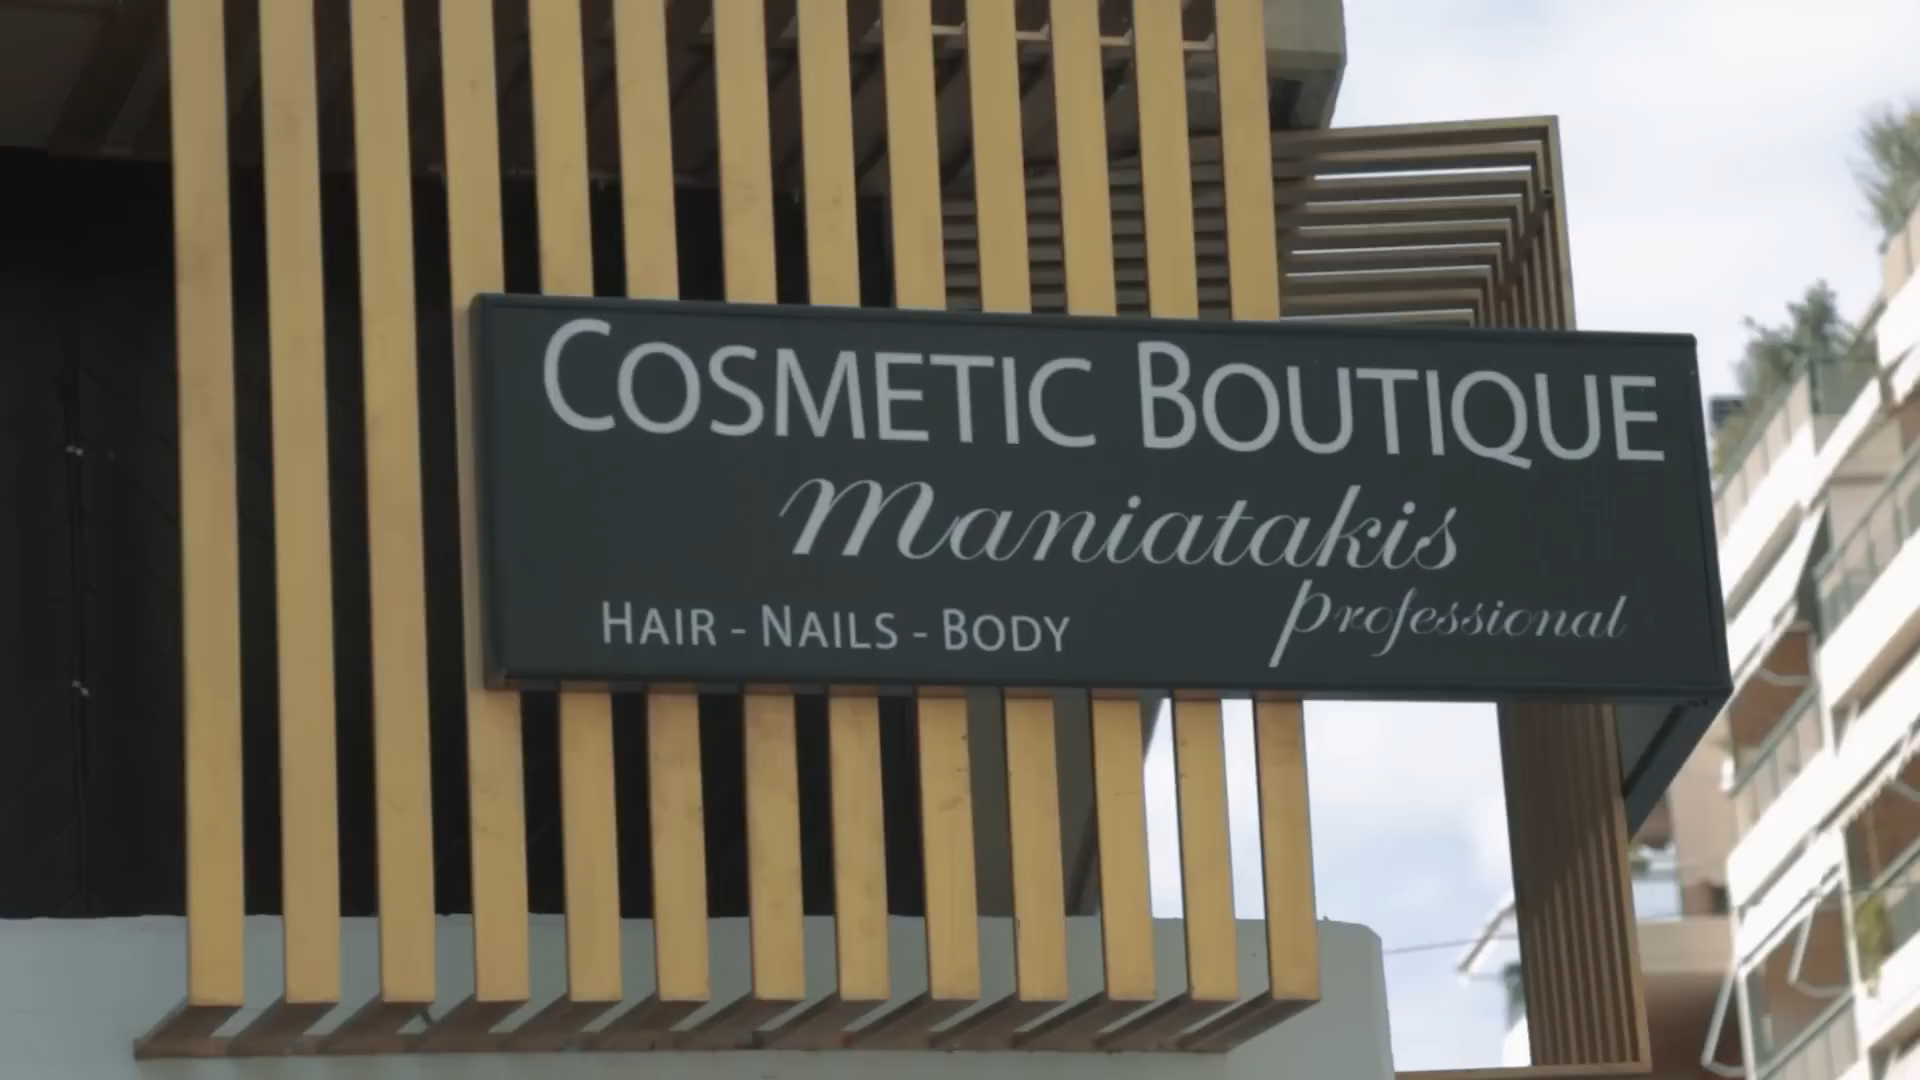 COSMETIC BOUTIQUE
Maniatakis
professional
HAIR - NAILS - BODY